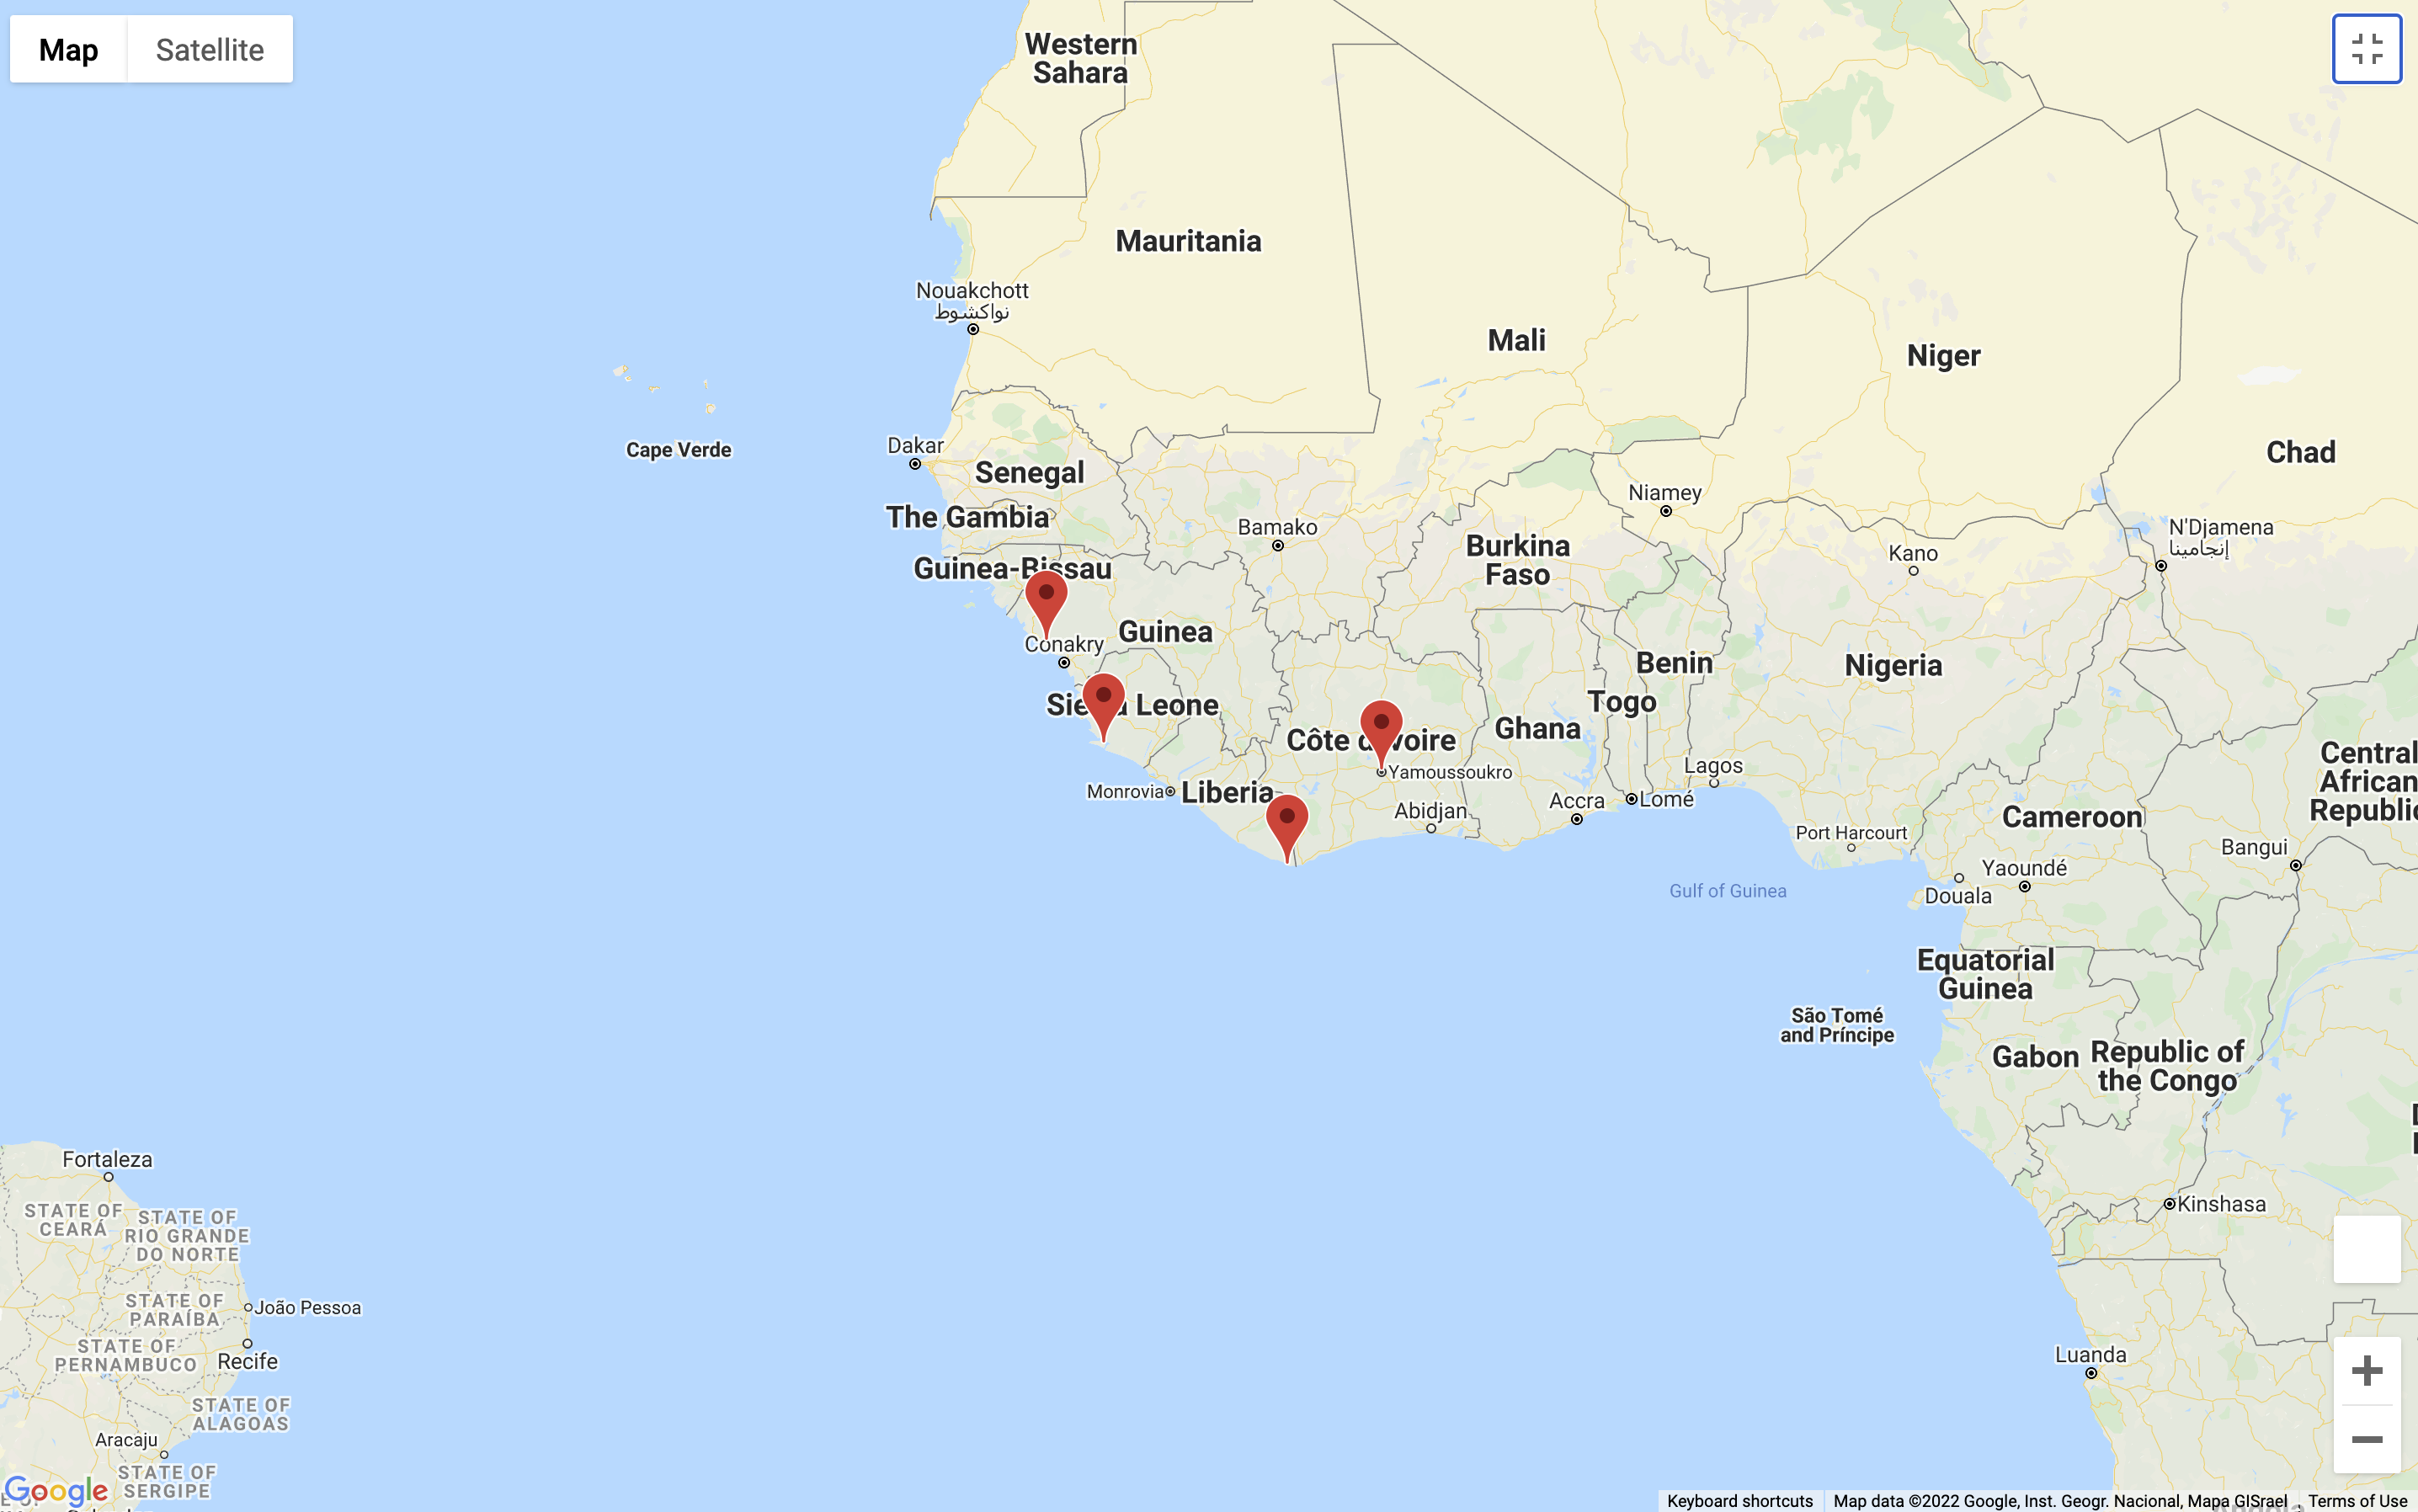 Map
Satellite
Western
Sahara
Mauritania
Nouakchott
نواكشوط
Mali
Niger
Chad
Cape Verde
Dakar
Senegal
The Gambia
Niamey
Bamako
N'Djamena
إنجامينا
Burkina
Faso
Kano
Guinea-Bissau
Guinea
Conakry
Benin
Nigeria
Togo
Leone
Ghana
Côte
Yamoussoukro
Lagos
Monrovia
Liberia
Abidjan
Accra
Lomé
Central
African
Cameroon
Port Harcourt
Bangui
Yaoundé
Douala
Gulf of Guinea
Equatorial
Guinea
São Tomé
and Príncipe
Gabon
Republic of
the Congo
Fortaleza
STATE OF
CEARÁ
STATE OF
RIO GRANDE
DO NORTE
Kinshasa
STATE OF
PARAÍBA
João Pessoa
STATE OF
PERNAMBUCO
Recife
Luanda
STATE OF
ALAGOAS
Aracaju
STATE OF
SERGIPE
Google
Keyboard shortcuts
Map data ©2022 Google, Inst. Geogr. Nacional, Mapa GISrael
Terms of Use